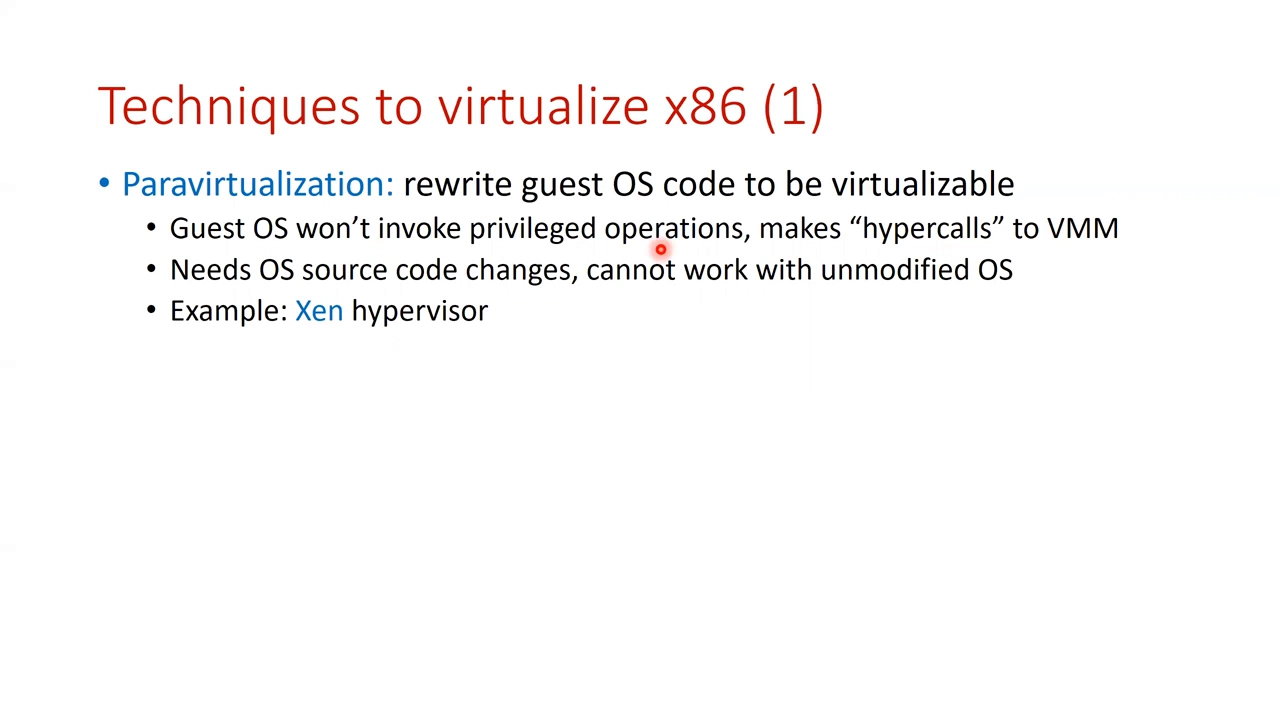 Techniques to virtualize x86 (1)
• Paravirtualization: rewrite guest OS code to be virtualizable
• Guest OS won’t invoke privileged operations, makes “hypercalls” to VMM
• Needs OS source code changes, cannot work with unmodified OS
• Example: Xen hypervisor